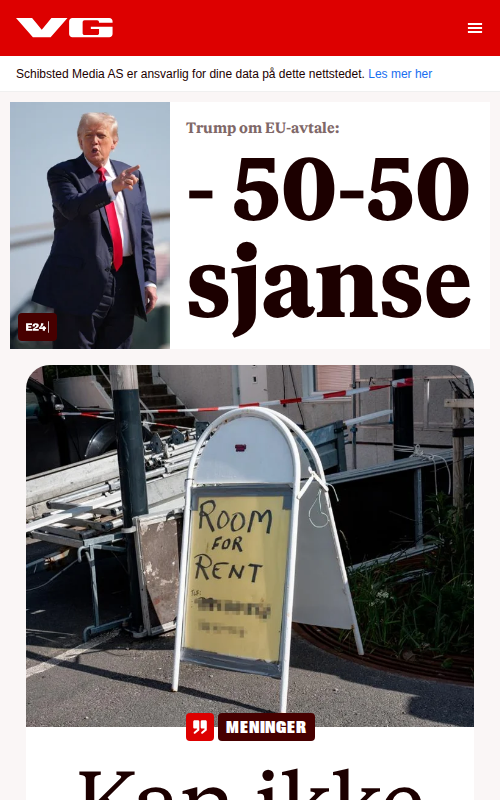 VG
Schibsted Media AS er ansvarlig for dine data på dette nettstedet. Les mer her
Trump om EU-avtale:
- 50-50
sjanse
E24
ROOM
FOR
RENT
MENINGER
Kan ikke